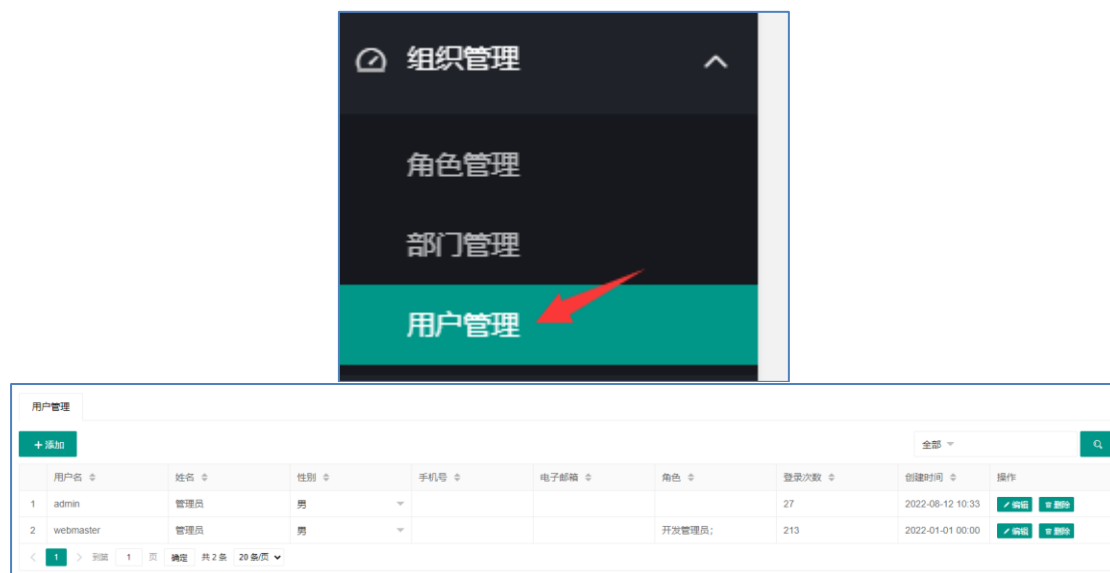 组织管理
角色管理
部门管理
用户管理
用户管理
+添加 全部
用户名 姓名 性别 手机号 电子邮箱 角色 登录次数 创建时间 操作
1 admin 管理员 男 27 2022-08-12 10:33 编辑 删除
2 webmaster 管理员 男 开发管理员; 213 2022-01-01 00:00 编辑 删除
1 到第 1 页 确定 共 2 条 20 条/页